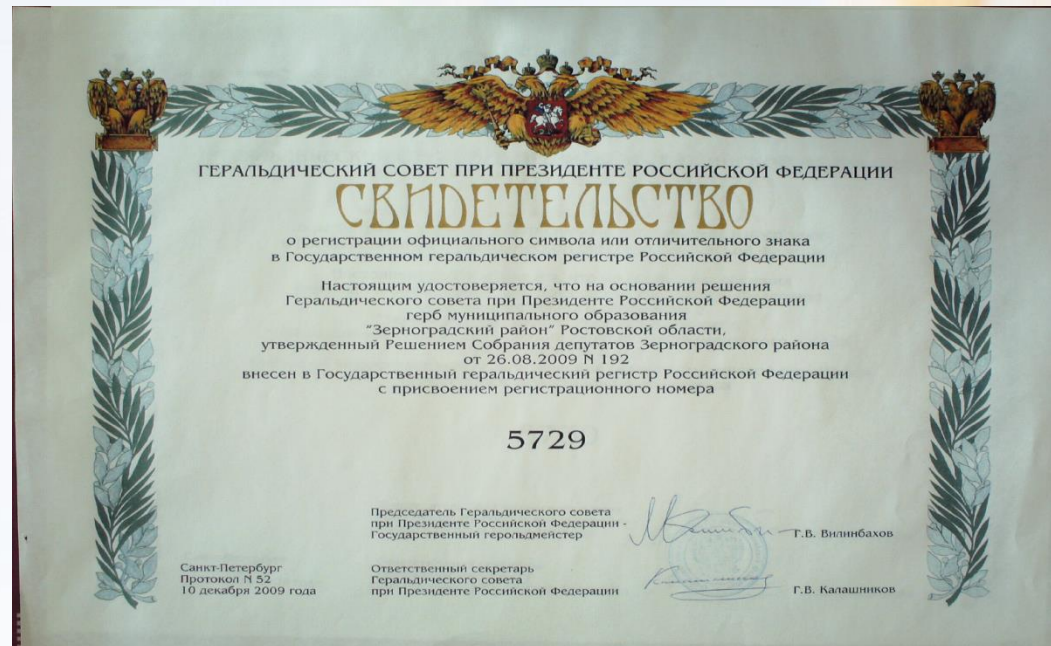 ГЕРАЛЬДИЧЕСКИЙ СОВЕТ ПРИ ПРЕЗИДЕНТЕ РОССИЙСКОЙ ФЕДЕРАЦИИ
СВИДЕТЕЛЬСТВО
о регистрации официального символа или отличительного знака
в Государственном геральдическом регистре Российской Федерации
Настоящим удостоверяется, что на основании решения
Геральдического совета при Президенте Российской Федерации
герб муниципального образования
"Зерноградский район" Ростовской области,
утвержденный Решением Собрания депутатов Зерноградского района
от 26.08.2009 N 192
внесен в Государственный геральдический регистр Российской Федерации
с присвоением регистрационного номера
5729
Председатель Геральдического совета
при Президенте Российской Федерации -
Государственный герольдмейстер
Г.В. Вилинбахов
Санкт-Петербург
Протокол N 52
10 декабря 2009 года
Ответственный секретарь
Геральдического совета
при Президенте Российской Федерации
Г.В. Калашников